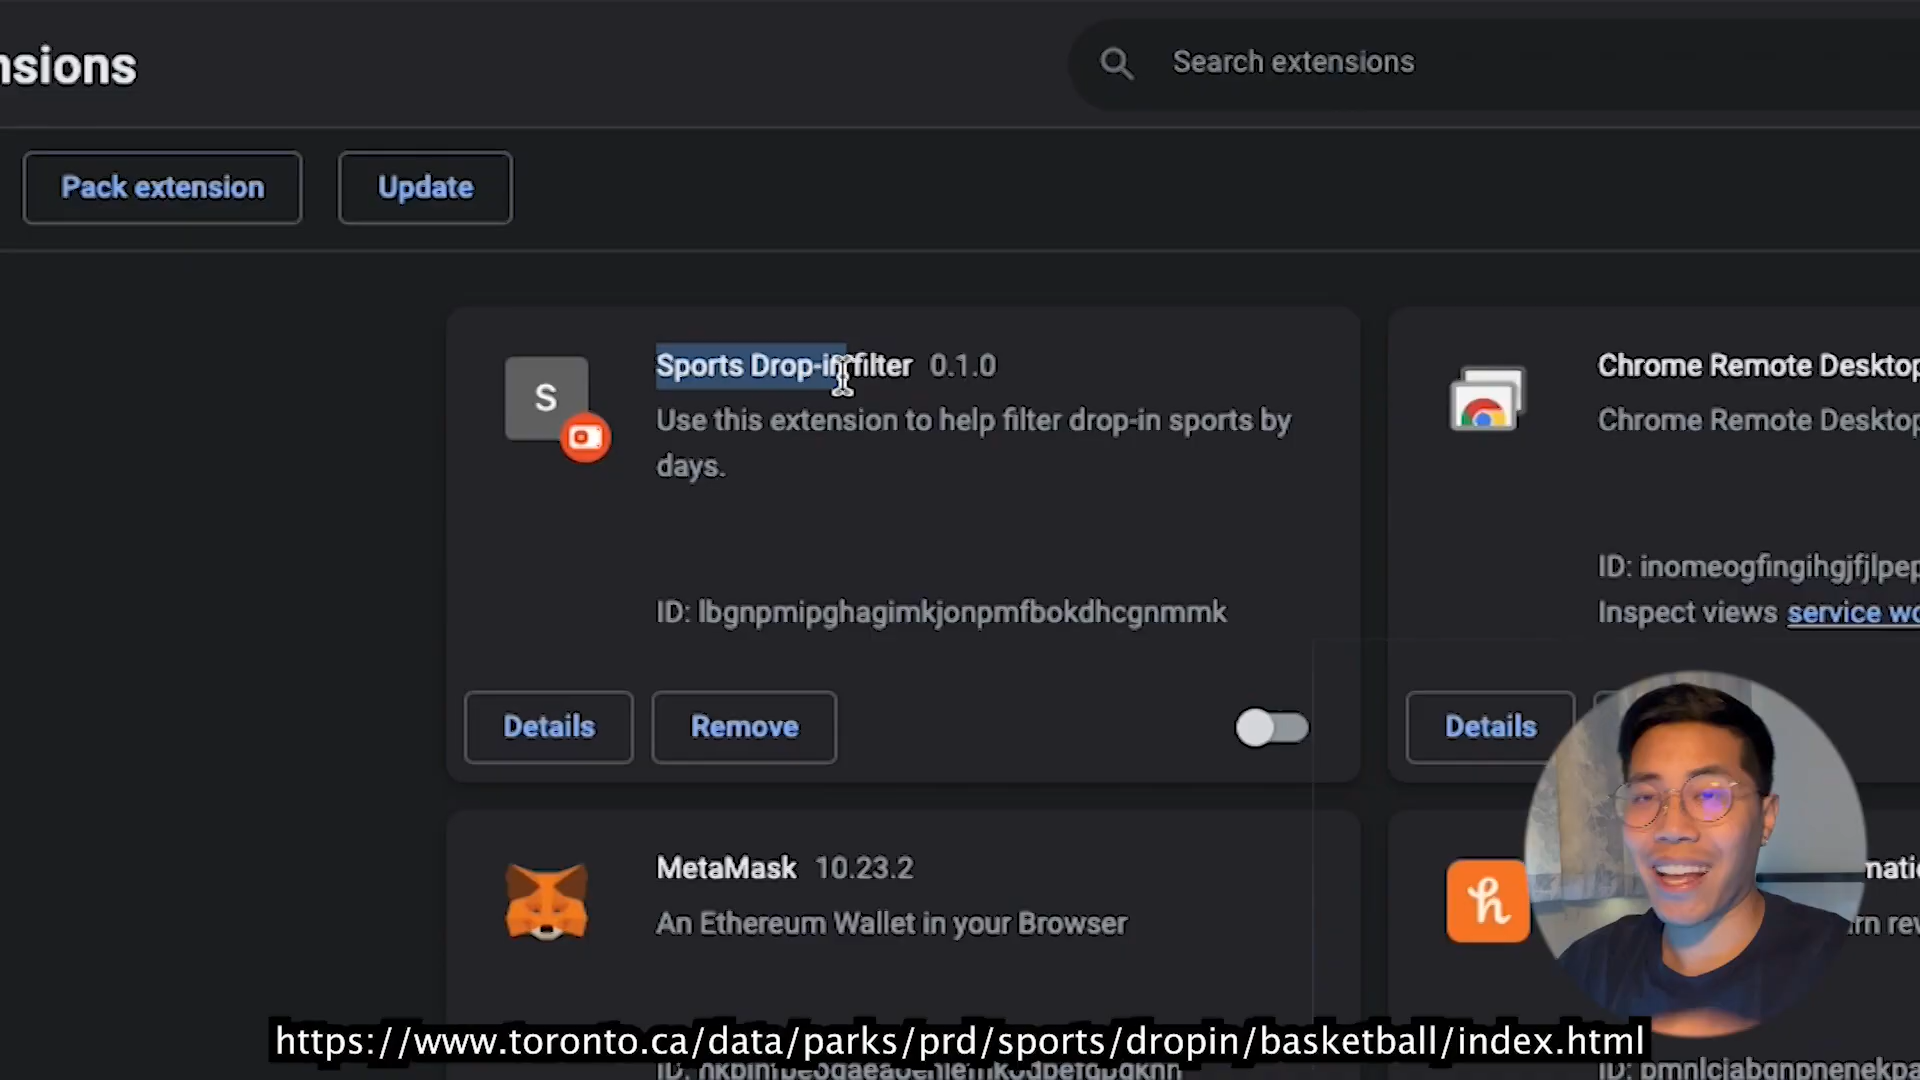 nsions
Search extensions
Pack extension
Update
Sports Drop-in filter 0.1.0
Use this extension to help filter drop-in sports by
days.
S
ID: lbgnpmipghagimkjonpmfbokdhcgnmmk
Details
Remove
Chrome Remote Desktop
Chrome Remote Desktop
ID: inomeogfingihgjfjlpep
Inspect views service wo
Details
MetaMask 10.23.2
An Ethereum Wallet in your Browser
h
matic
rn rev
https://www.toronto.ca/data/parks/prd/sports/dropin/basketball/index.html